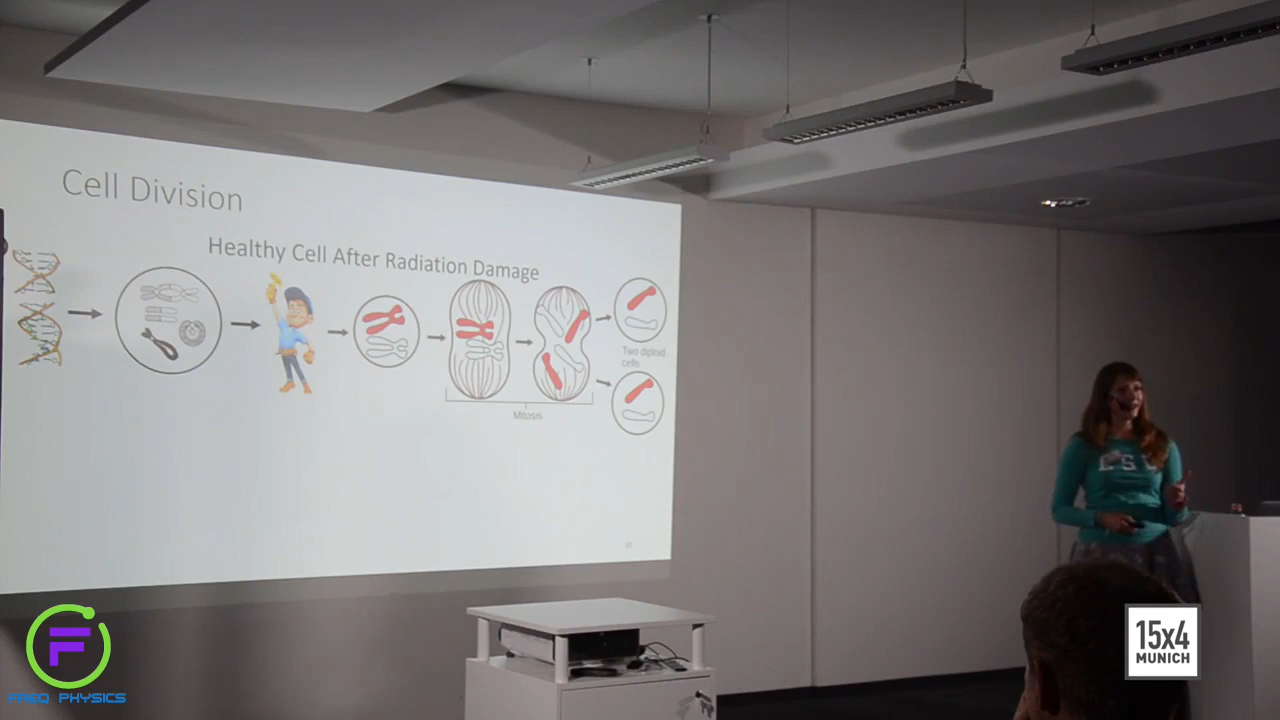 Cell Division
Healthy Cell After Radiation Damage
Two diploid
cells
Mitosis
F
FREQ PHYSICS
15x4
MUNICH